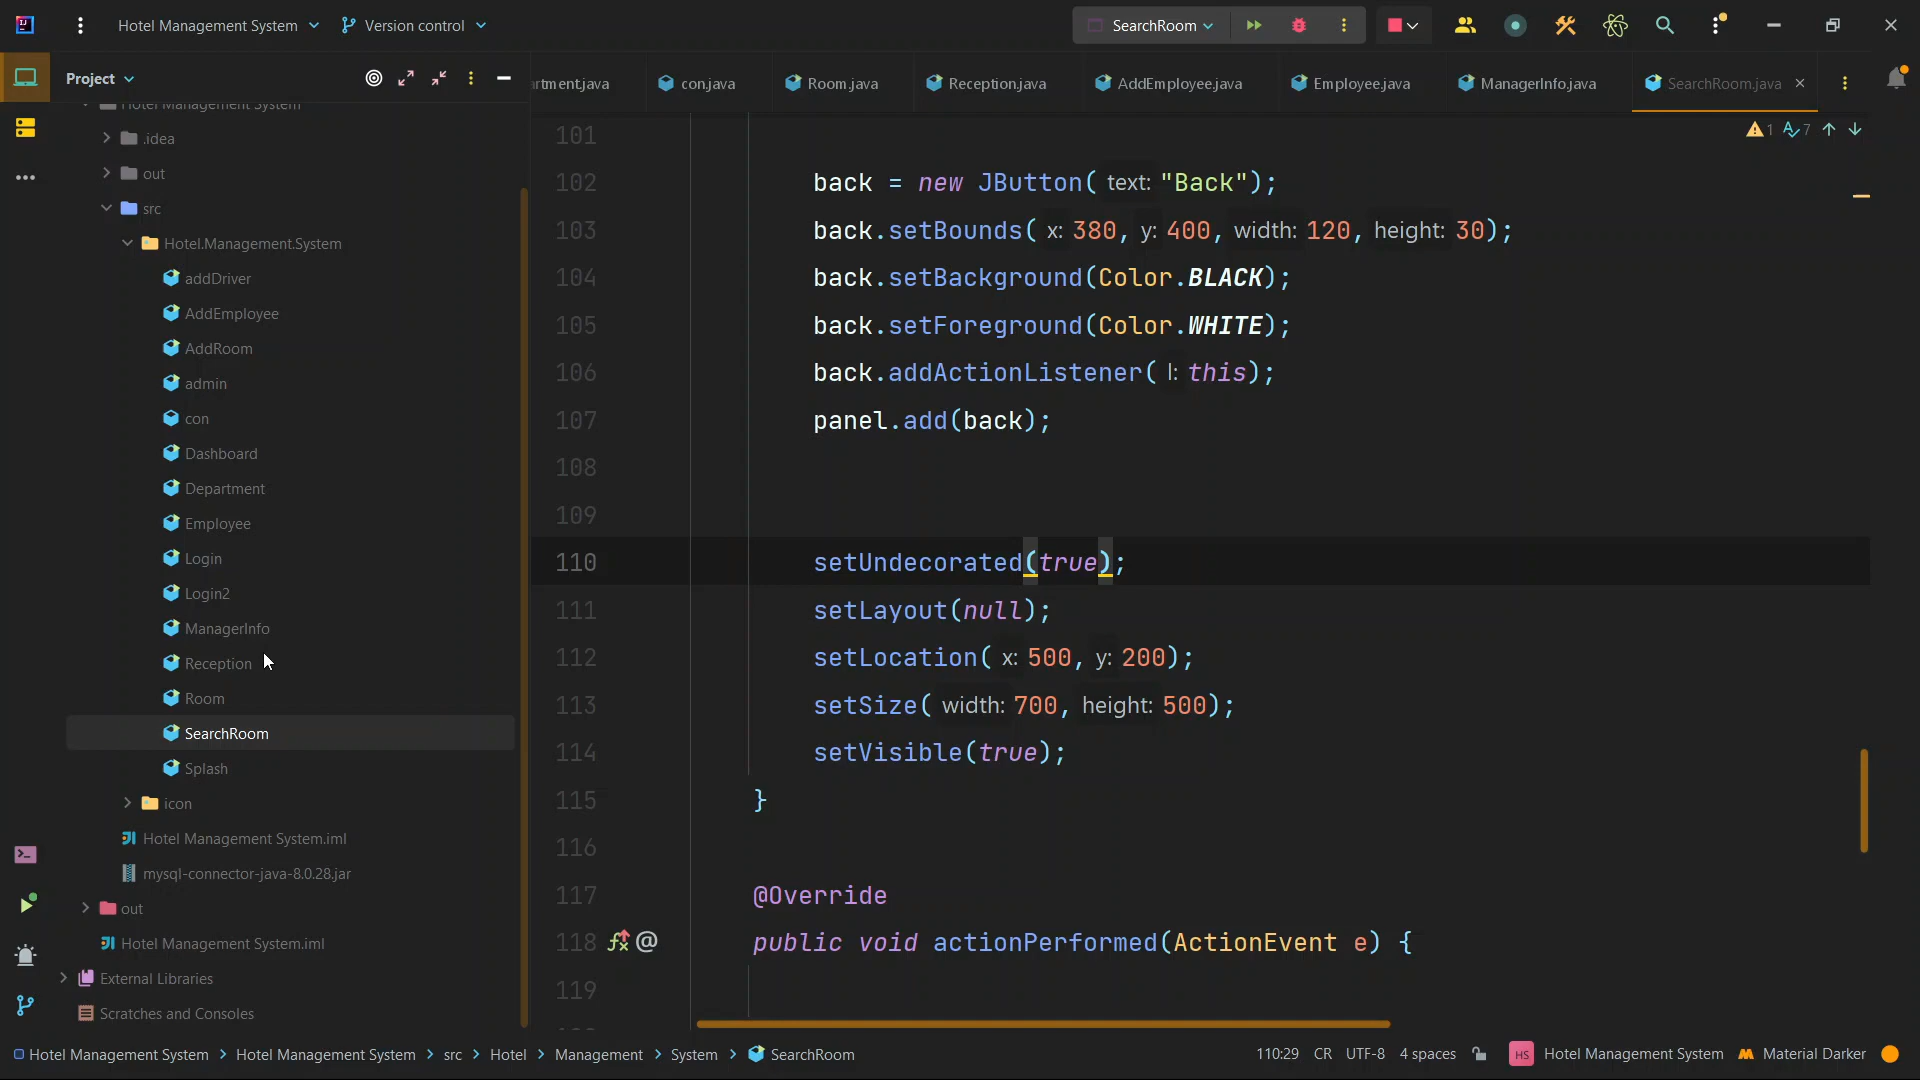 Hotel Management System
Version control
SearchRoom
Project
con.java
Room.java
Reception.java
AddEmployee.java
Employee.java
ManagerInfo.java
SearchRoom.java
1
7
Hotel Management System
.idea
out
src
Hotel.Management.System
addDriver
AddEmployee
AddRoom
admin
con
Dashboard
Department
Employee
Login
Login2
ManagerInfo
Reception
Room
SearchRoom
Splash
icon
Hotel Management System.iml
mysql-connector-java-8.0.28.jar
out
Hotel Management System.iml
External Libraries
Scratches and Consoles
101
102 back = new JButton( text: "Back");
103 back.setBounds( x: 380, y: 400, width: 120, height: 30);
104 back.setBackground(Color.BLACK);
105 back.setForeground(Color.WHITE);
106 back.addActionListener( l: this);
107 panel.add(back);
108
109
110 setUndecorated(true);
111 setLayout(null);
112 setLocation( x: 500, y: 200);
113 setSize( width: 700, height: 500);
114 setVisible(true);
115 }
116
117 @Override
118 public void actionPerformed(ActionEvent e) {
119
Hotel Management System > Hotel Management System > src > Hotel > Management > System > SearchRoom
110:29 CR UTF-8 4 spaces HS Hotel Management System Material Darker